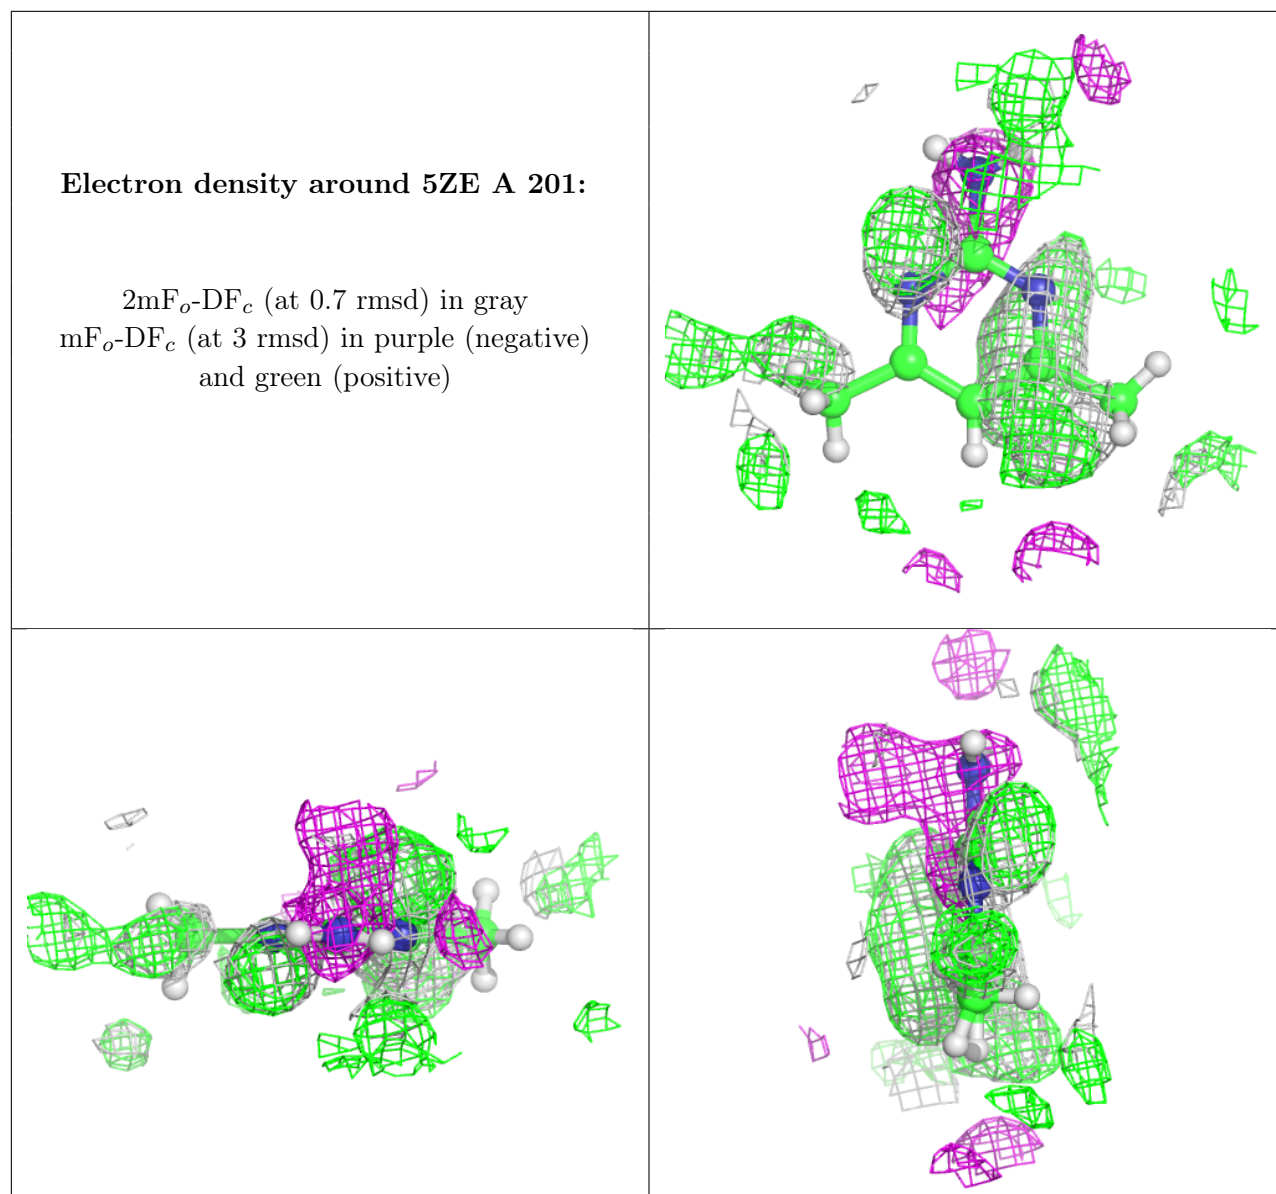 Electron density around 5ZE A 201:
2mFo-DFc (at 0.7 rmsd) in gray
mFo-DFc (at 3 rmsd) in purple (negative)
and green (positive)